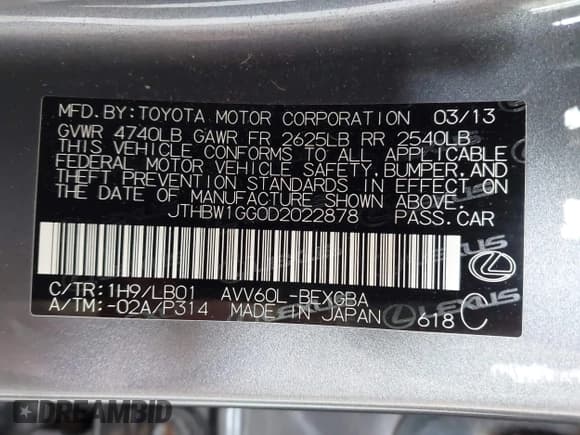 MFD.BY:TOYOTA MOTOR CORPORATION 03/13
GVWR 4740LB GAWR FR 2625LB RR 2540LB
THIS VEHICLE CONFORMS TO ALL APPLICABLE
FEDERAL MOTOR VEHICLE SAFETY,BUMPER,AND
THEFT PREVENTION STANDARDS IN EFFECT ON
THE DATE OF MANUFACTURE SHOWN ABOVE.
JTHBW1GG0D2022878 PASS.CAR
C/TR:1H9/LB01 AVV60L-BEXGBA
A/TM:-02A/P314 MADE IN JAPAN 618 C
LEXUS
DREAMBID